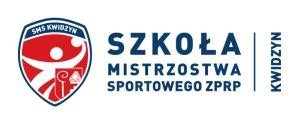 SMS KWIDZYN
SZKOŁA
MISTRZOSTWA
SPORTOWEGO ZPRP
KWIDZYN